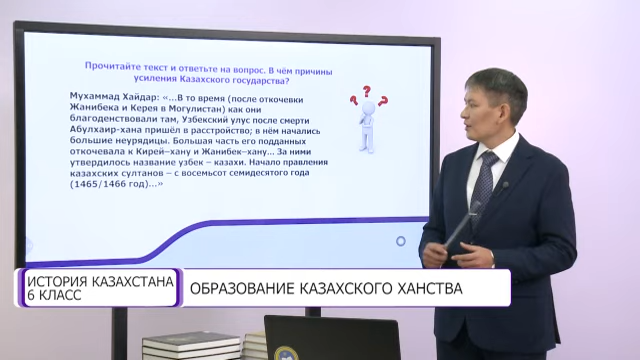 Прочитайте текст и ответьте на вопрос. В чём причины
усиления Казахского государства?
Мухаммад Хайдар: «...В то время (после откочевки
Жанибека и Керея в Могулистан) как они
благоденствовали там, Узбекский улус после смерти
Абулхаир-хана пришёл в расстройство; в нём начались
большие неурядицы. Большая часть его подданных
откочевала к Кирей–хану и Жанибек–хану... За ними
утвердилось название узбек – казахи. Начало правления
казахских султанов – с восемьсот семидесятого года
(1465/1466 год)...»
ИСТОРИЯ КАЗАХСТАНА
6 КЛАСС
ОБРАЗОВАНИЕ КАЗАХСКОГО ХАНСТВА